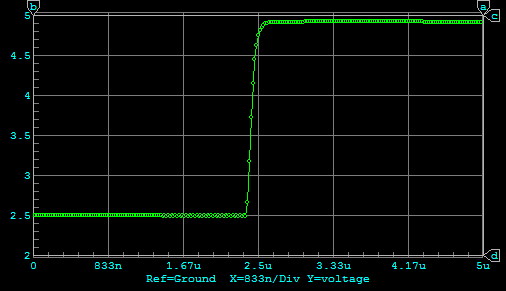 b a
5 c
4.5
4
3.5
3
2.5
2 d
0 833n 1.67u 2.5u 3.33u 4.17u 5u
Ref=Ground X=833n/Div Y=voltage